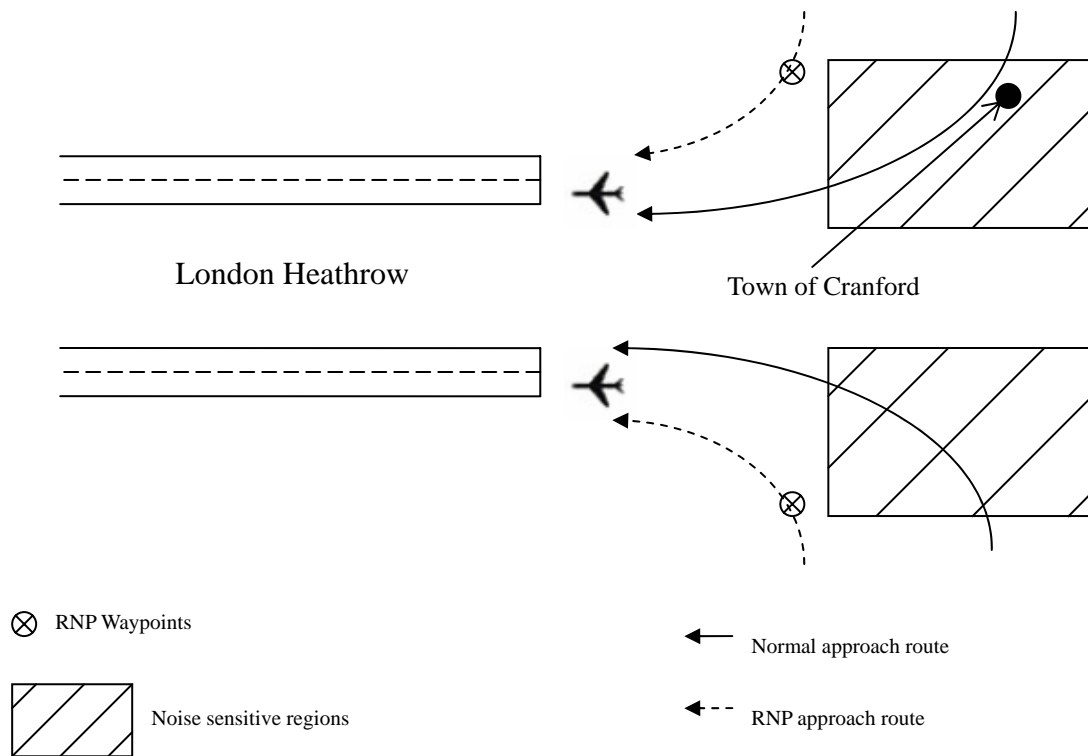 London Heathrow
Town of Cranford
RNP Waypoints
Normal approach route
Noise sensitive regions
RNP approach route